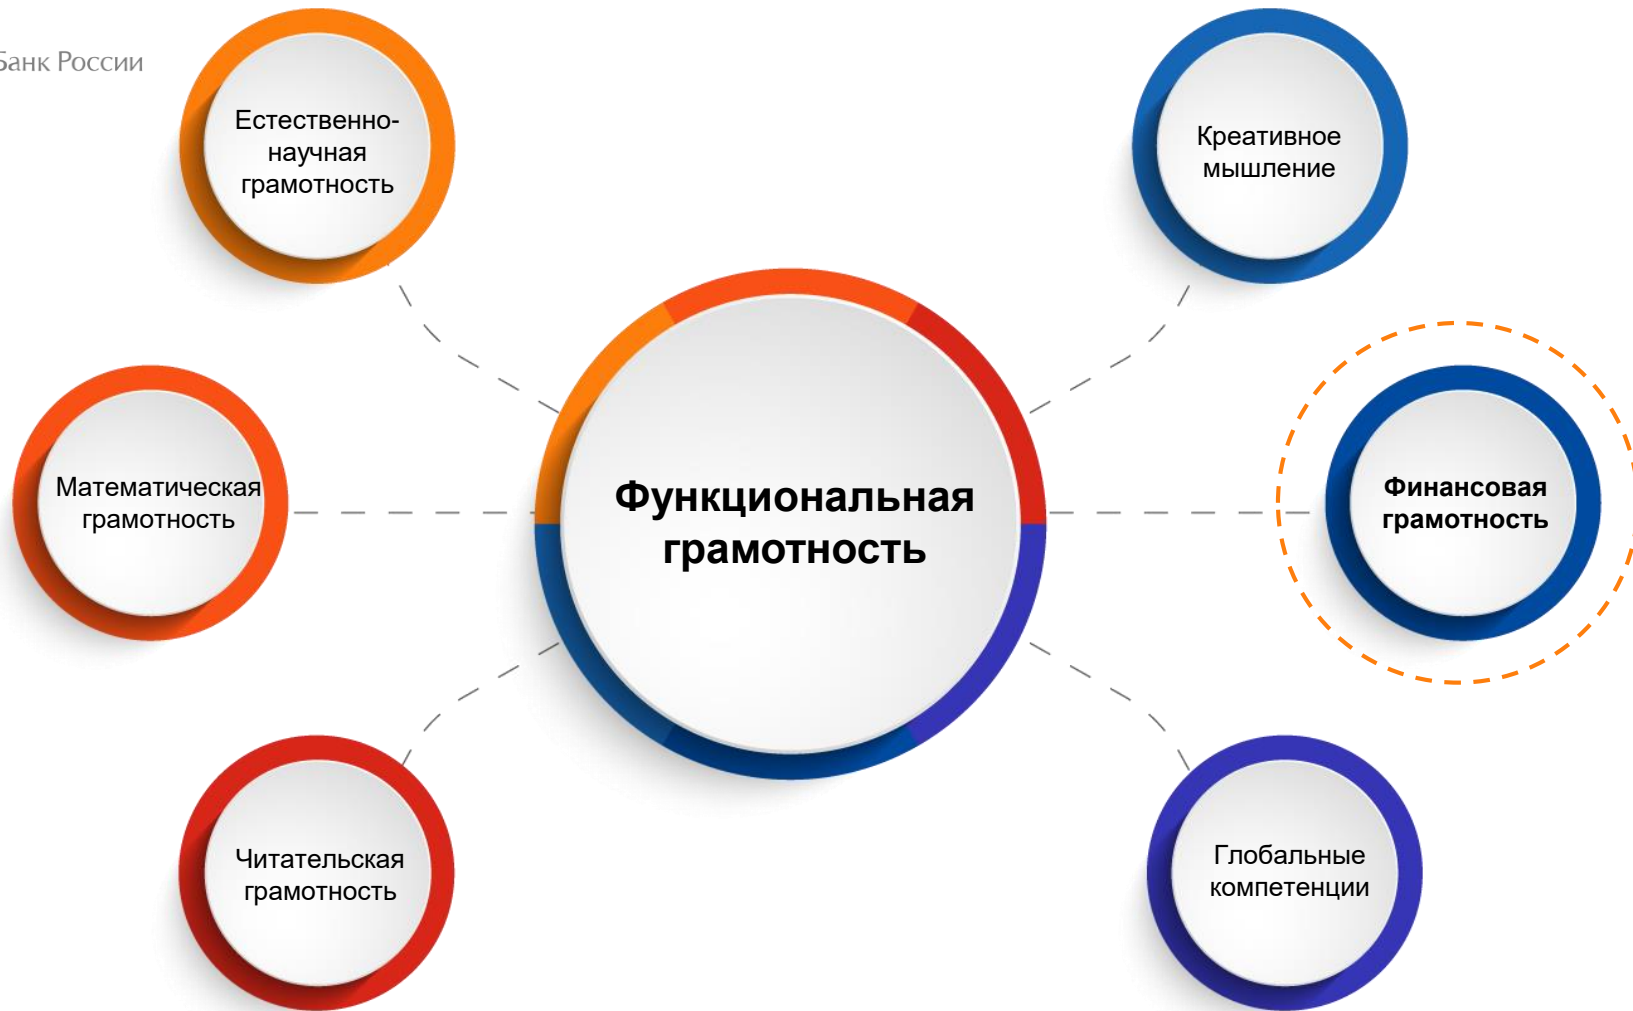 Банк России
Естественно-
научная
грамотность
Креативное
мышление
Математическая
грамотность
Функциональная
грамотность
Финансовая
грамотность
Читательская
грамотность
Глобальные
компетенции